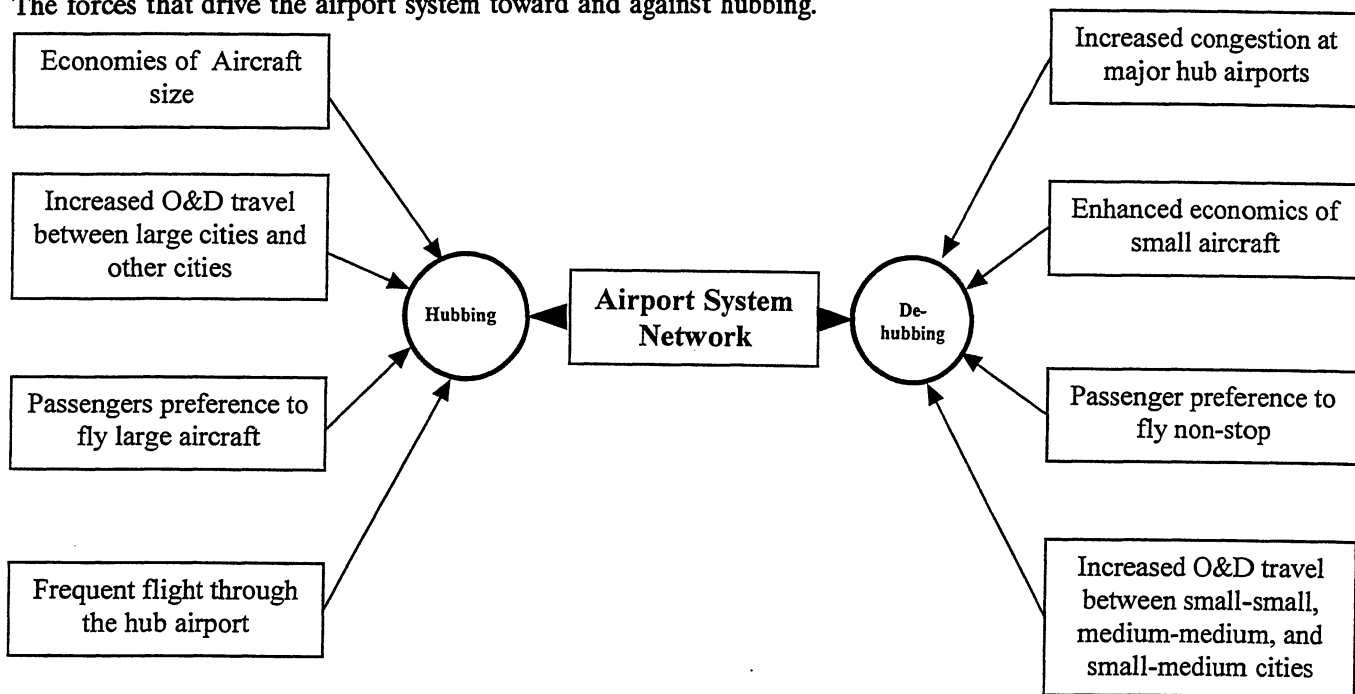 The forces that drive the airport system toward and against hubbing.
Economies of Aircraft
size
Increased O&D travel
between large cities and
other cities
Passengers preference to
fly large aircraft
Frequent flight through
the hub airport
Hubbing
Airport System
Network
De-
hubbing
Increased congestion at
major hub airports
Enhanced economics of
small aircraft
Passenger preference to
fly non-stop
Increased O&D travel
between small-small,
medium-medium, and
small-medium cities